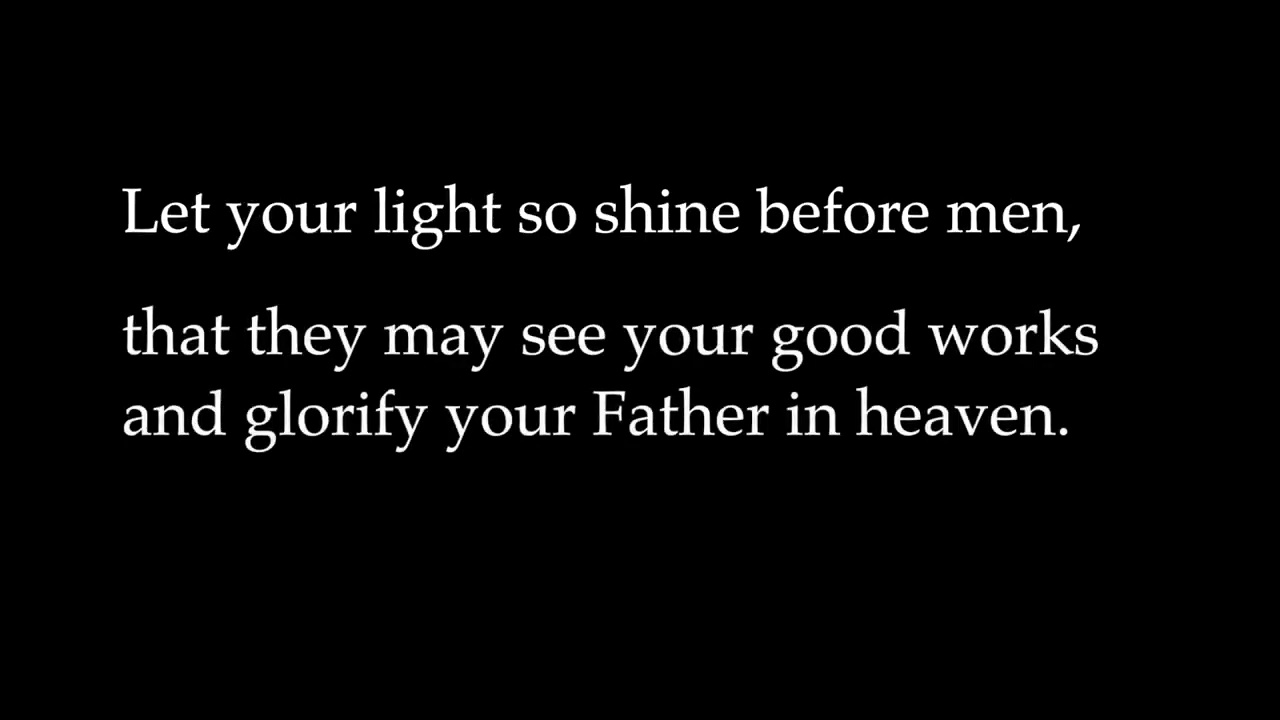 Let your light so shine before men,
that they may see your good works
and glorify your Father in heaven.